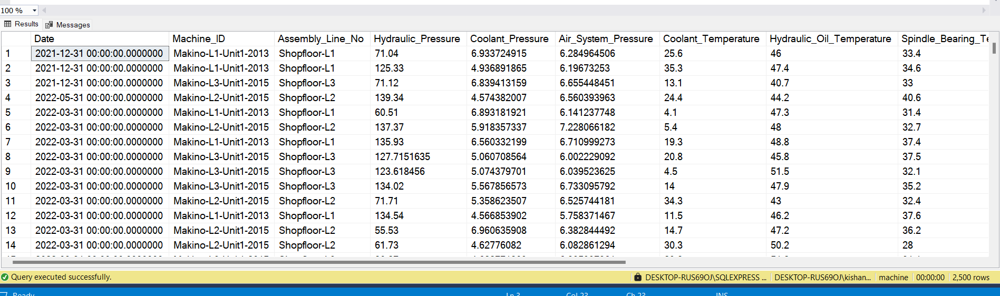 100 %
Results Messages
Date Machine_ID Assembly_Line_No Hydraulic_Pressure Coolant_Pressure Air_System_Pressure Coolant_Temperature Hydraulic_Oil_Temperature Spindle_Bearing_Te
1 2021-12-31 00:00:00.0000000 Makino-L1-Unit1-2013 Shopfloor-L1 71.04 6.933724915 6.284964506 25.6 46 33.4
2 2021-12-31 00:00:00.0000000 Makino-L1-Unit1-2013 Shopfloor-L1 125.33 4.936891865 6.19673253 35.3 47.4 34.6
3 2021-12-31 00:00:00.0000000 Makino-L3-Unit1-2015 Shopfloor-L3 71.12 6.839413159 6.655448451 13.1 40.7 33
4 2022-05-31 00:00:00.0000000 Makino-L2-Unit1-2015 Shopfloor-L2 139.34 4.574382007 6.560393963 24.4 44.2 40.6
5 2022-03-31 00:00:00.0000000 Makino-L1-Unit1-2013 Shopfloor-L1 60.51 6.893181921 6.141237748 4.1 47.3 31.4
6 2022-03-31 00:00:00.0000000 Makino-L2-Unit1-2015 Shopfloor-L2 137.37 5.918357337 7.228066182 5.4 48 32.7
7 2022-03-31 00:00:00.0000000 Makino-L1-Unit1-2013 Shopfloor-L1 135.93 6.560332199 6.710999273 19.3 48.8 37.4
8 2022-03-31 00:00:00.0000000 Makino-L3-Unit1-2015 Shopfloor-L3 127.7151635 5.060708564 6.002229092 20.8 45.8 37.5
9 2022-03-31 00:00:00.0000000 Makino-L3-Unit1-2015 Shopfloor-L3 123.618456 5.074379701 6.039523625 4.5 51.5 32.1
10 2022-03-31 00:00:00.0000000 Makino-L3-Unit1-2015 Shopfloor-L3 134.02 5.567856573 6.733095792 14 47.9 35.2
11 2022-03-31 00:00:00.0000000 Makino-L2-Unit1-2015 Shopfloor-L2 71.71 5.358623507 6.525744181 34.3 43 32.4
12 2022-03-31 00:00:00.0000000 Makino-L1-Unit1-2013 Shopfloor-L1 134.54 4.566853902 5.758371467 11.5 46.2 37.6
13 2022-03-31 00:00:00.0000000 Makino-L2-Unit1-2015 Shopfloor-L2 55.53 6.960635908 6.382844492 14.7 47.2 36.2
14 2022-03-31 00:00:00.0000000 Makino-L2-Unit1-2015 Shopfloor-L2 61.73 4.62776082 6.082861294 30.3 50.2 28
Query executed successfully. DESKTOP-RUS69OJ\SQLEXPRESS ... DESKTOP-RUS69OJ\kishan... machine 00:00:00 2,500 rows
Ready Ln 3 Col 23 Ch 23 INS